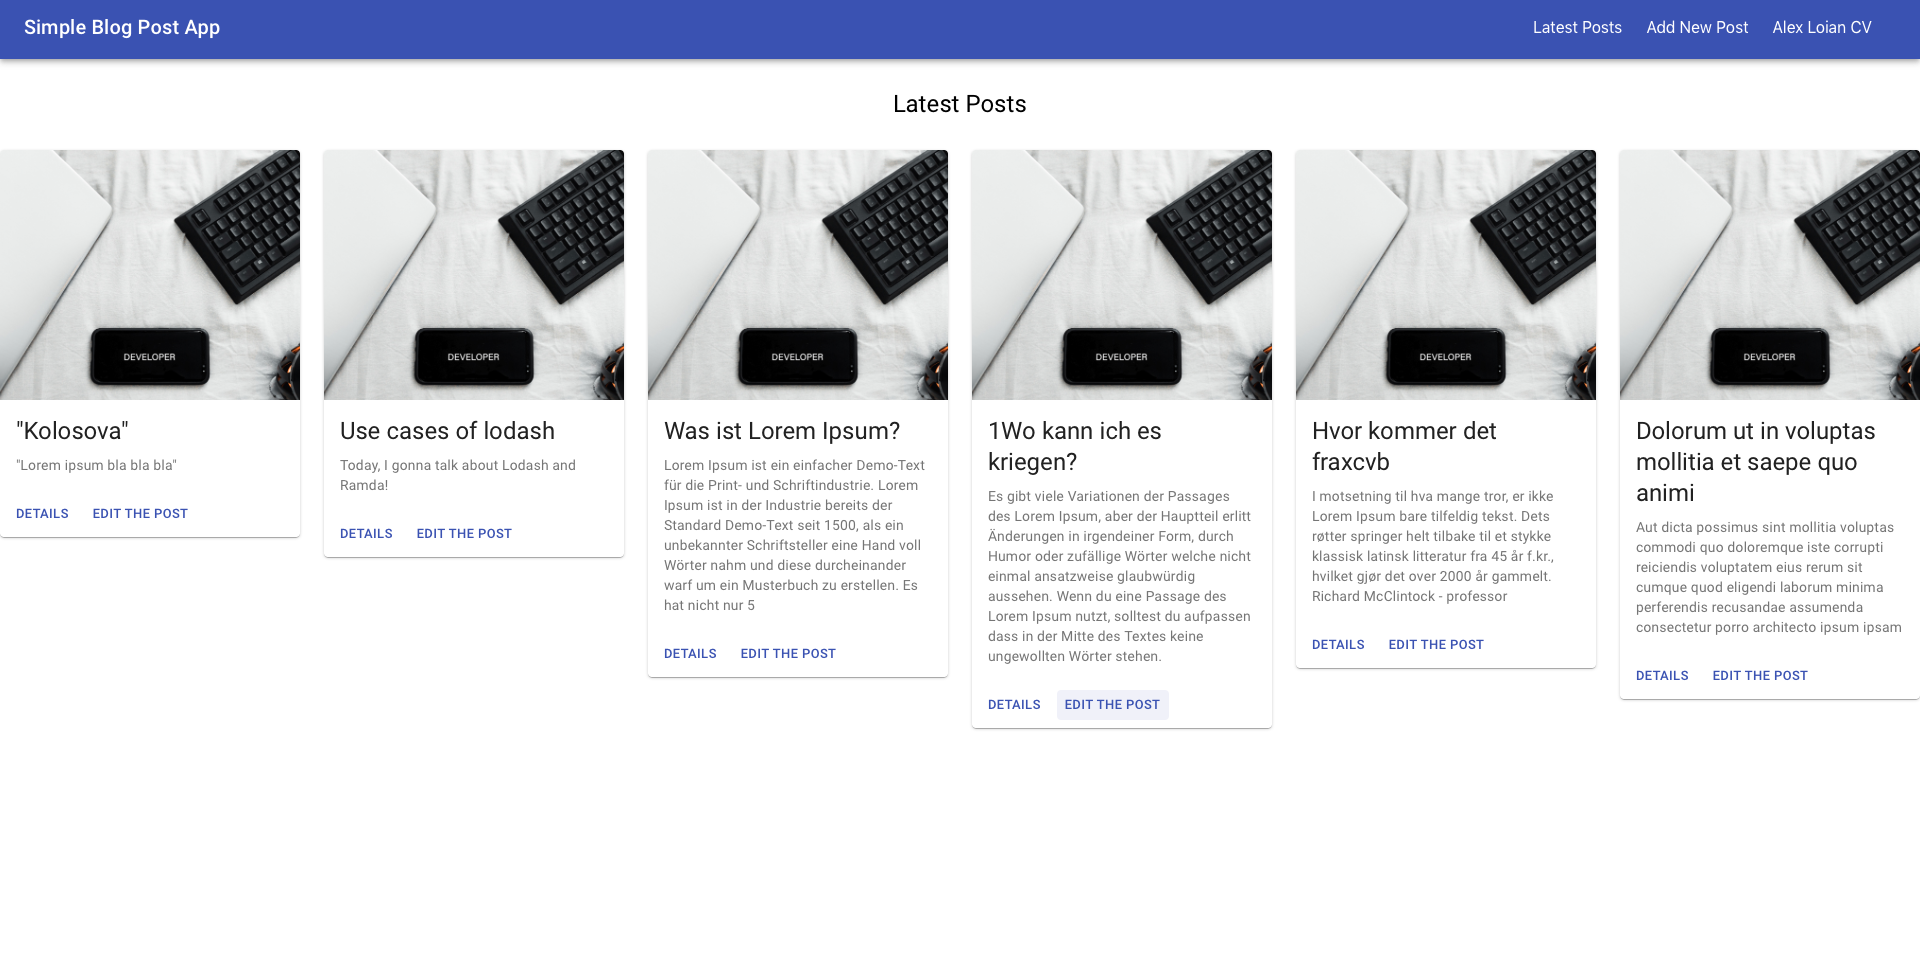 Simple Blog Post App
Latest Posts
Add New Post
Alex Loian CV
Latest Posts
DEVELOPER
"Kolosova"
"Lorem ipsum bla bla bla"
DETAILS
EDIT THE POST
DEVELOPER
Use cases of lodash
Today, I gonna talk about Lodash and
Ramda!
DETAILS
EDIT THE POST
DEVELOPER
Was ist Lorem Ipsum?
Lorem Ipsum ist ein einfacher Demo-Text
für die Print- und Schriftindustrie. Lorem
Ipsum ist in der Industrie bereits der
Standard Demo-Text seit 1500, als ein
unbekannter Schriftsteller eine Hand voll
Wörter nahm und diese durcheinander
warf um ein Musterbuch zu erstellen. Es
hat nicht nur 5
DETAILS
EDIT THE POST
DEVELOPER
1Wo kann ich es
kriegen?
Es gibt viele Variationen der Passages
des Lorem Ipsum, aber der Hauptteil erlitt
Änderungen in irgendeiner Form, durch
Humor oder zufällige Wörter welche nicht
einmal ansatzweise glaubwürdig
aussehen. Wenn du eine Passage des
Lorem Ipsum nutzt, solltest du aufpassen
dass in der Mitte des Textes keine
ungewollten Wörter stehen.
DETAILS
EDIT THE POST
DEVELOPER
Hvor kommer det
fraxcvb
I motsetning til hva mange tror, er ikke
Lorem Ipsum bare tilfeldig tekst. Dets
røtter springer helt tilbake til et stykke
klassisk latinsk litteratur fra 45 år f.kr.,
hvilket gjør det over 2000 år gammelt.
Richard McClintock - professor
DETAILS
EDIT THE POST
DEVELOPER
Dolorum ut in voluptas
mollitia et saepe quo
animi
Aut dicta possimus sint mollitia voluptas
commodi quo doloremque iste corrupti
reiciendis voluptatem eius rerum sit
cumque quod eligendi laborum minima
perferendis recusandae assumenda
consectetur porro architecto ipsum ipsam
DETAILS
EDIT THE POST